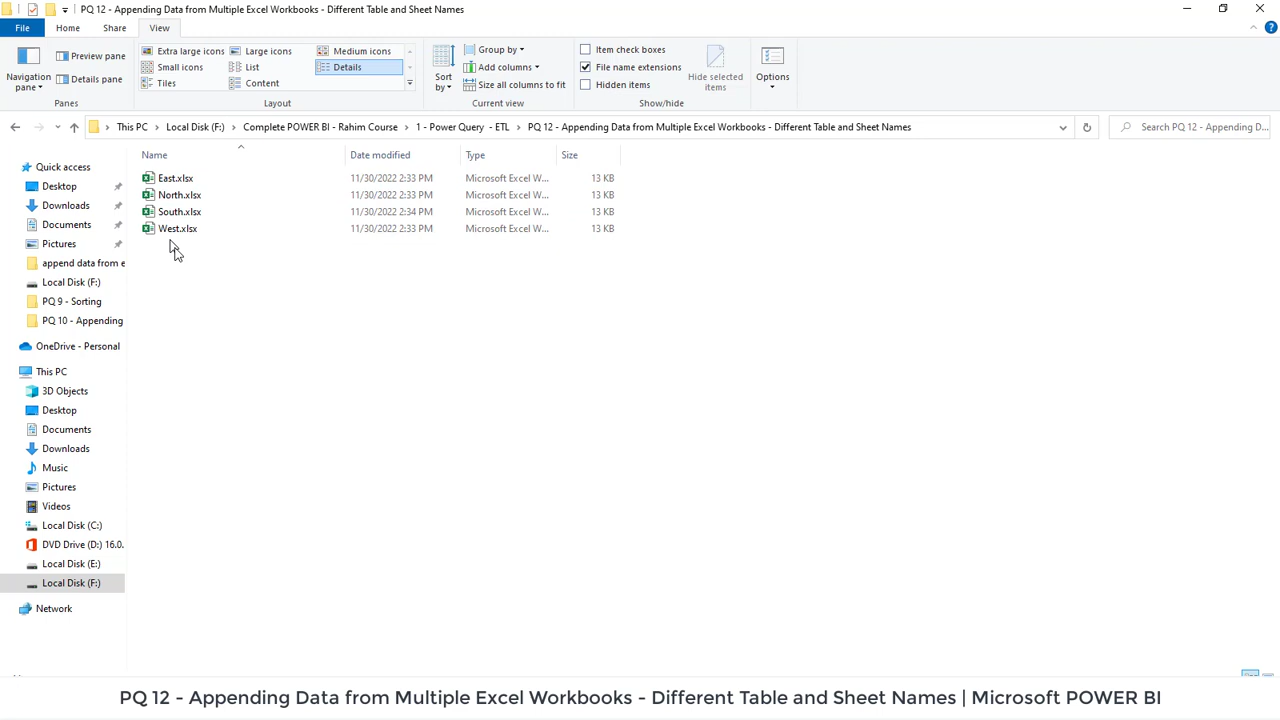 PQ 12 - Appending Data from Multiple Excel Workbooks - Different Table and Sheet Names
File Home Share View
Navigation pane
Preview pane
Details pane
Panes
Extra large icons Large icons Medium icons
Small icons List Details
Tiles Content
Layout
Sort by
Group by
Add columns
Size all columns to fit
Current view
Item check boxes
File name extensions
Hidden items
Hide selected items
Show/hide
Options
This PC > Local Disk (F:) > Complete POWER BI - Rahim Course > 1 - Power Query - ETL > PQ 12 - Appending Data from Multiple Excel Workbooks - Different Table and Sheet Names
Search PQ 12 - Appending D...
Name Date modified Type Size
East.xlsx 11/30/2022 2:33 PM Microsoft Excel W... 13 KB
North.xlsx 11/30/2022 2:33 PM Microsoft Excel W... 13 KB
South.xlsx 11/30/2022 2:34 PM Microsoft Excel W... 13 KB
West.xlsx 11/30/2022 2:33 PM Microsoft Excel W... 13 KB
Quick access
Desktop
Downloads
Documents
Pictures
append data from e
Local Disk (F:)
PQ 9 - Sorting
PQ 10 - Appending
OneDrive - Personal
This PC
3D Objects
Desktop
Documents
Downloads
Music
Pictures
Videos
Local Disk (C:)
DVD Drive (D:) 16.0.
Local Disk (E:)
Local Disk (F:)
Network
PQ 12 - Appending Data from Multiple Excel Workbooks - Different Table and Sheet Names | Microsoft POWER BI